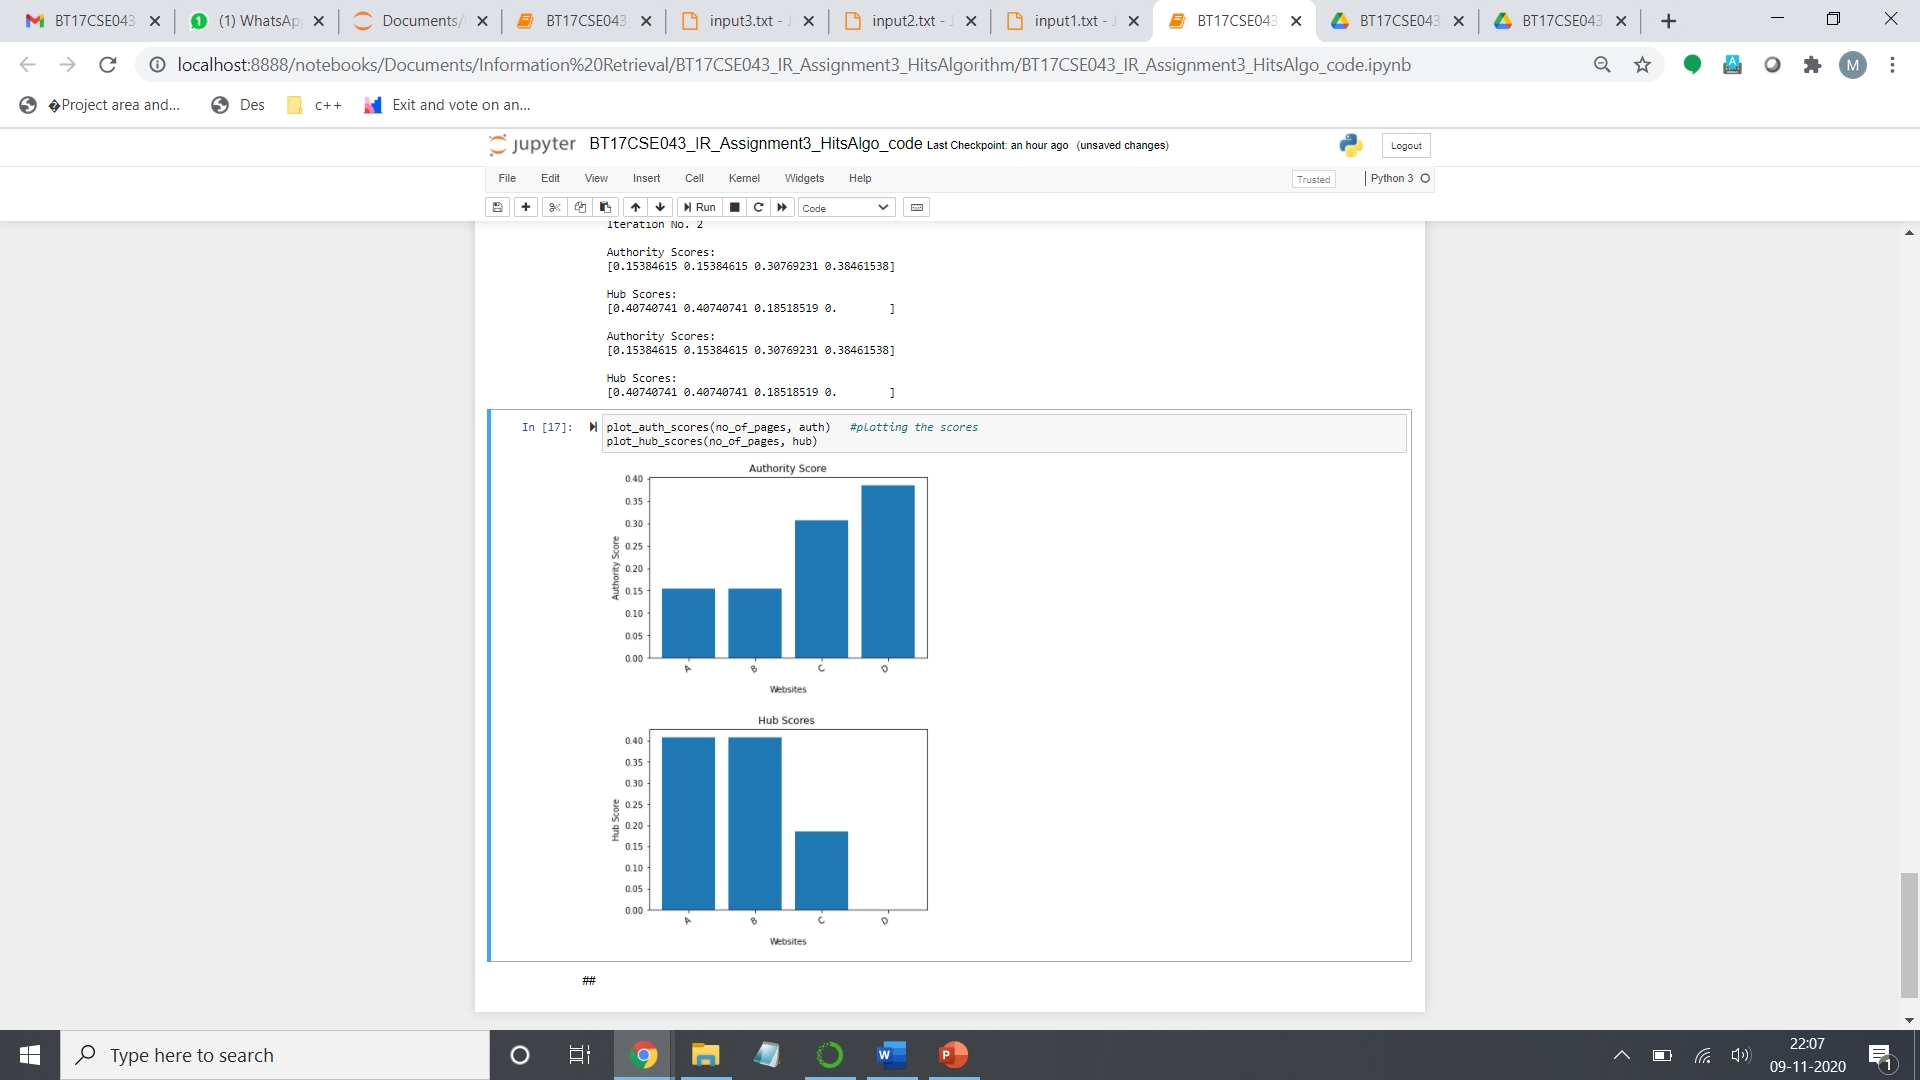 BT17CSE043
(1) WhatsAp
Documents/
BT17CSE043
input3.txt - J
input2.txt - J
input1.txt - J
BT17CSE043
BT17CSE043
BT17CSE043
localhost:8888/notebooks/Documents/Information%20Retrieval/BT17CSE043_IR_Assignment3_HitsAlgorithm/BT17CSE043_IR_Assignment3_HitsAlgo_code.ipynb
M
�Project area and...
Des
c++
Exit and vote on an...
jupyter BT17CSE043_IR_Assignment3_HitsAlgo_code Last Checkpoint: an hour ago (unsaved changes)
Logout
File Edit View Insert Cell Kernel Widgets Help
Trusted
Python 3
Run
Code
Iteration No. 2
Authority Scores:
[0.15384615 0.15384615 0.30769231 0.38461538]
Hub Scores:
[0.40740741 0.40740741 0.18518519 0.        ]
Authority Scores:
[0.15384615 0.15384615 0.30769231 0.38461538]
Hub Scores:
[0.40740741 0.40740741 0.18518519 0.        ]
In [17]:
plot_auth_scores(no_of_pages, auth)   #plotting the scores
plot_hub_scores(no_of_pages, hub)
Authority Score
0.40
0.35
0.30
0.25
0.20
0.15
0.10
0.05
0.00
Authority Score
A B C D
Websites
Hub Scores
0.40
0.35
0.30
0.25
0.20
0.15
0.10
0.05
0.00
Hub Score
A B C D
Websites
##
Type here to search
22:07
09-11-2020
1